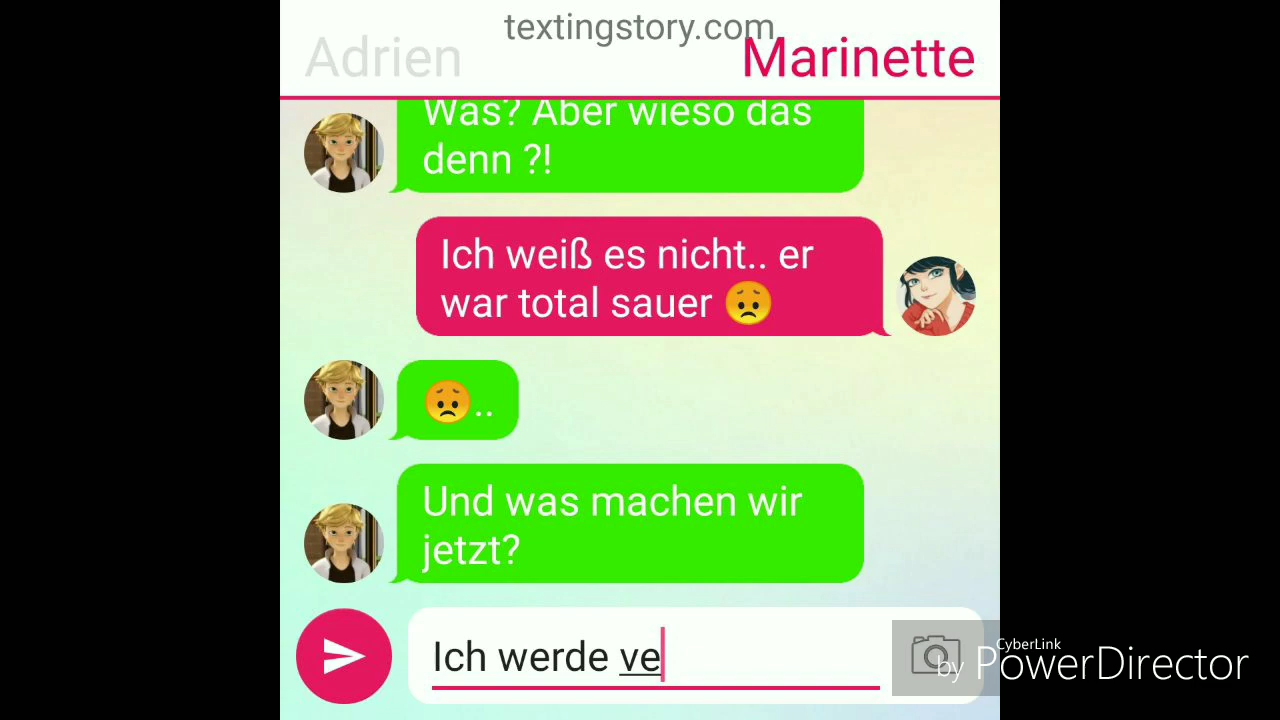 textingstory.com
Adrien
Marinette
Was? Aber wieso das
denn ?!
Ich weiß es nicht.. er
war total sauer 😞
😞..
Und was machen wir
jetzt?
Ich werde ve
CyberLink
by PowerDirector